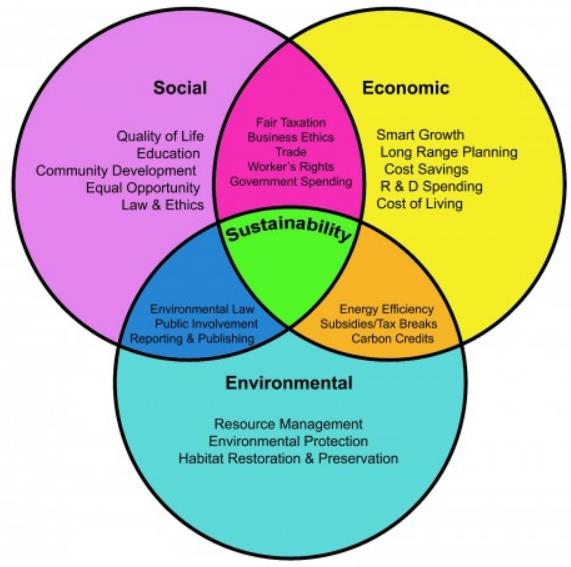 Social
Quality of Life
Education
Community Development
Equal Opportunity
Law & Ethics
Fair Taxation
Business Ethics
Trade
Worker's Rights
Government Spending
Economic
Smart Growth
Long Range Planning
Cost Savings
R & D Spending
Cost of Living
Sustainability
Environmental Law
Public Involvement
Reporting & Publishing
Energy Efficiency
Subsidies/Tax Breaks
Carbon Credits
Environmental
Resource Management
Environmental Protection
Habitat Restoration & Preservation